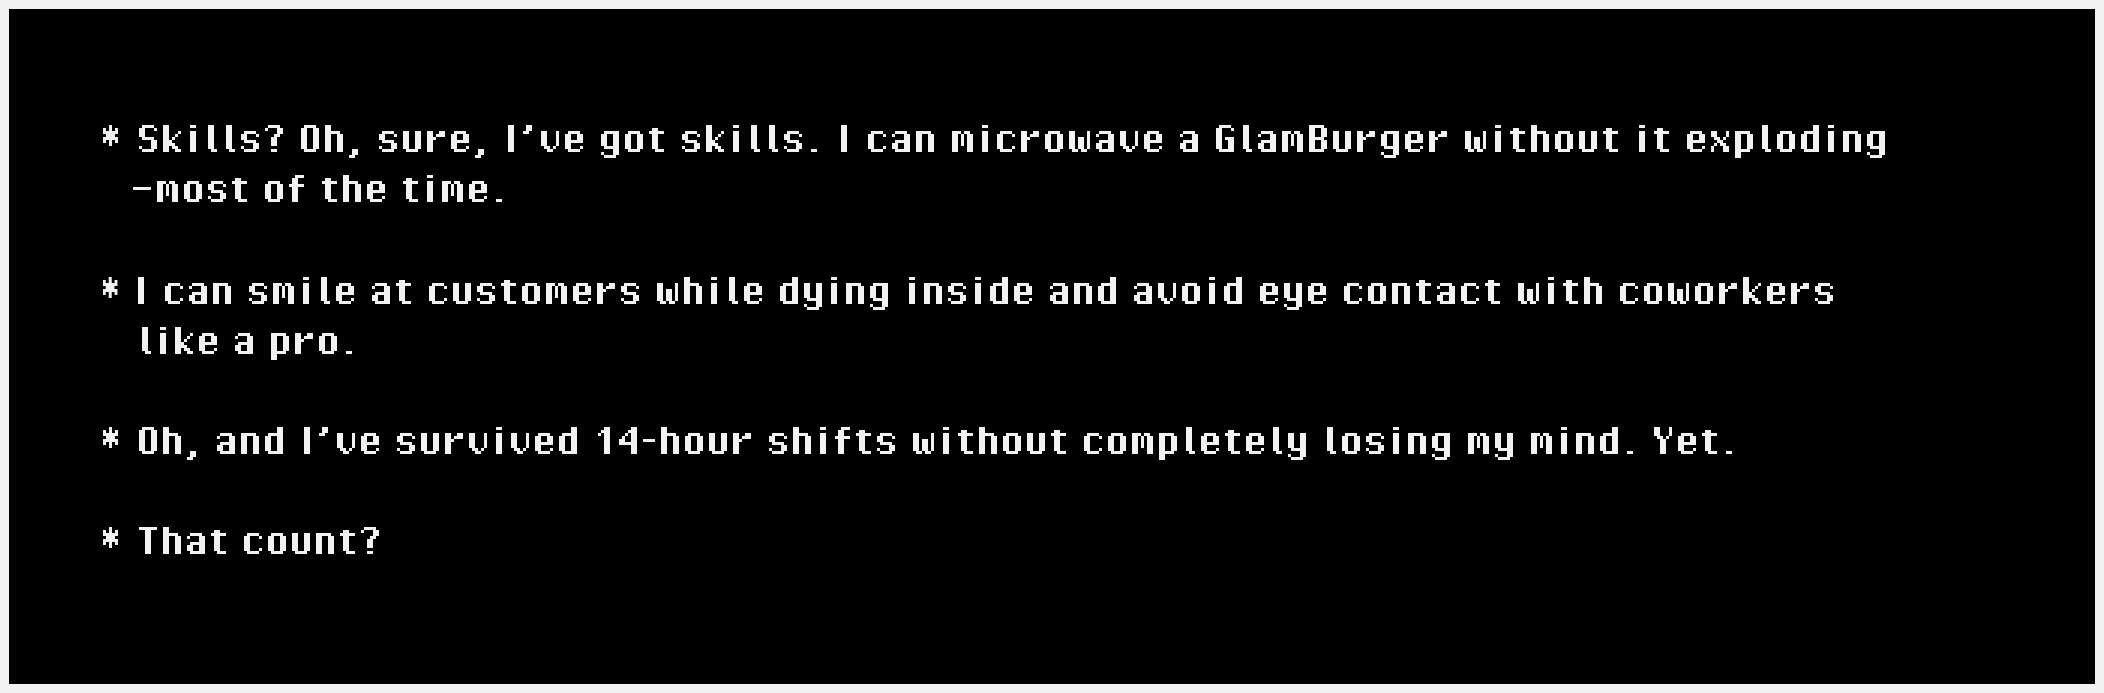 * Skills? Oh, sure, I've got skills. I can microwave a GlamBurger without it exploding
-most of the time.
* I can smile at customers while dying inside and avoid eye contact with coworkers
like a pro.
* Oh, and I've survived 14-hour shifts without completely losing my mind. Yet.
* That count?